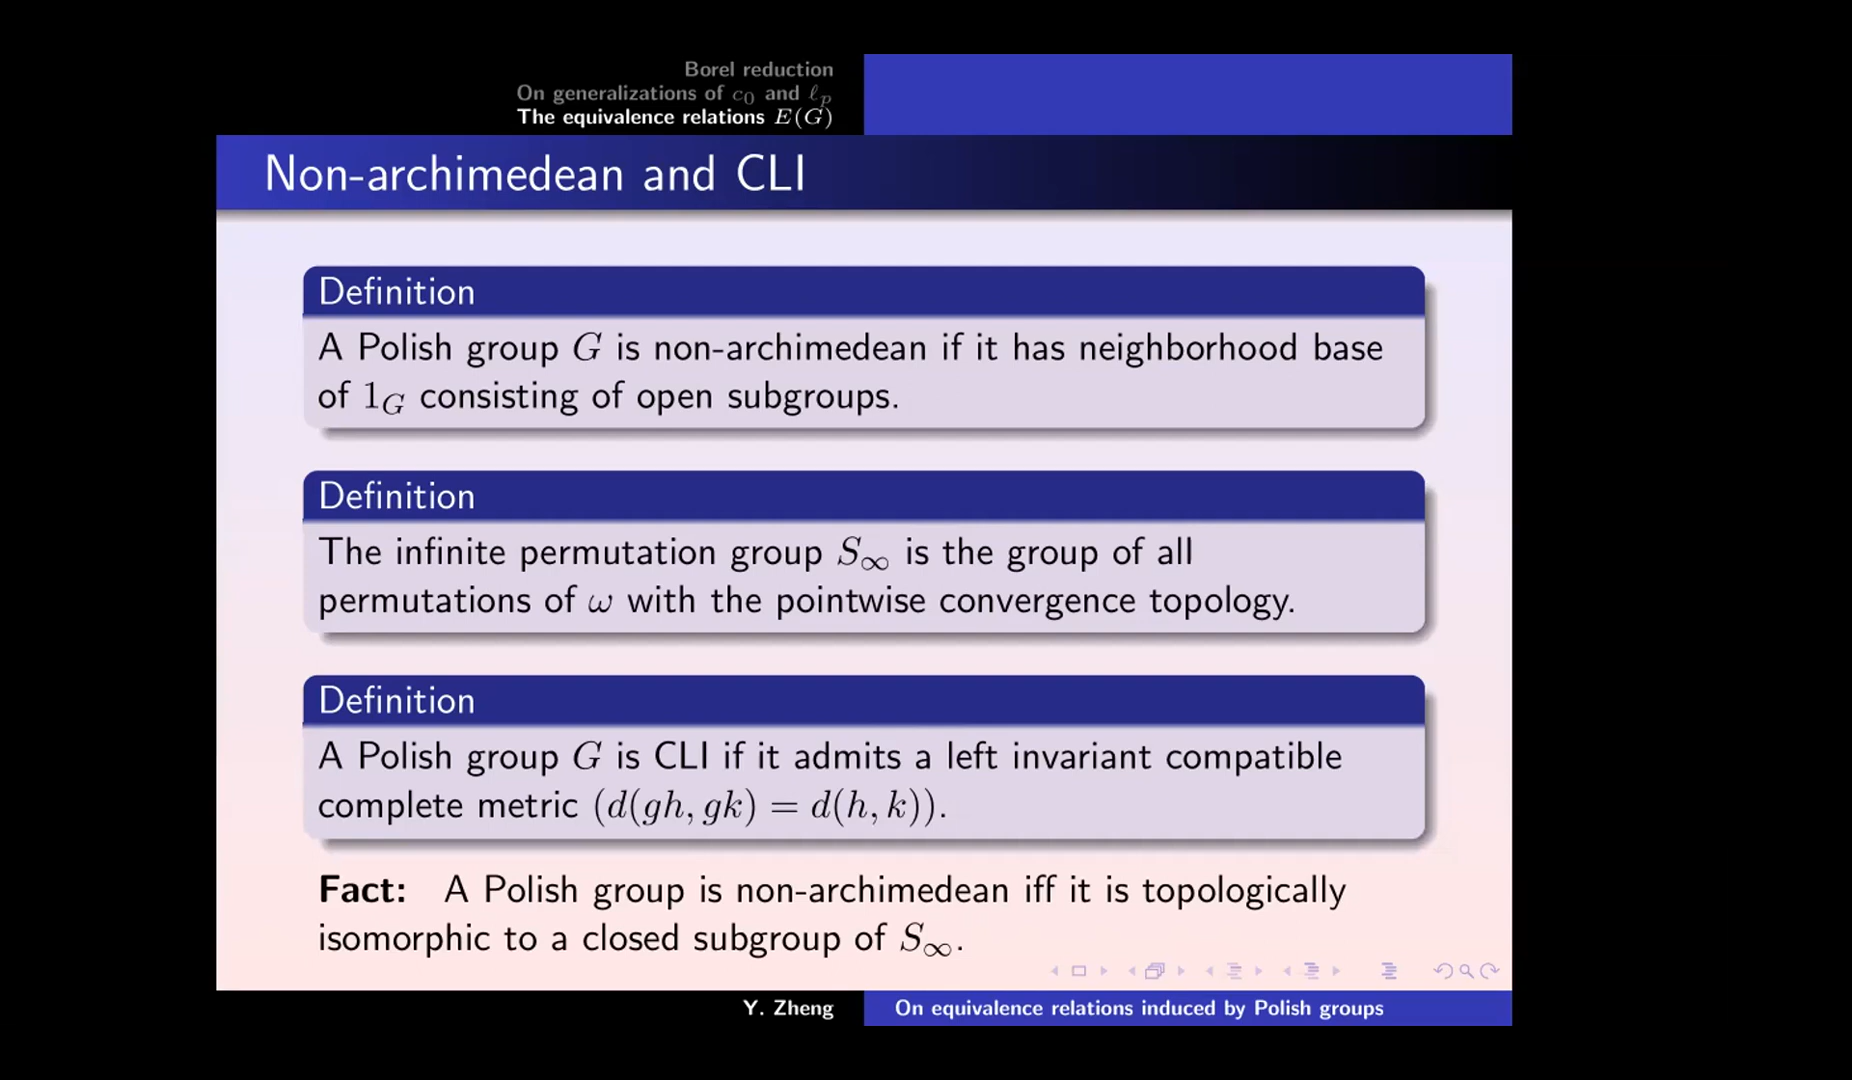 Borel reduction
On generalizations of c₀ and ℓₚ
The equivalence relations E(G)
Non-archimedean and CLI
Definition
A Polish group G is non-archimedean if it has neighborhood base
of 1_G consisting of open subgroups.
Definition
The infinite permutation group S_∞ is the group of all
permutations of ω with the pointwise convergence topology.
Definition
A Polish group G is CLI if it admits a left invariant compatible
complete metric (d(gh, gk) = d(h, k)).
Fact: A Polish group is non-archimedean iff it is topologically
isomorphic to a closed subgroup of S_∞.
Y. Zheng
On equivalence relations induced by Polish groups